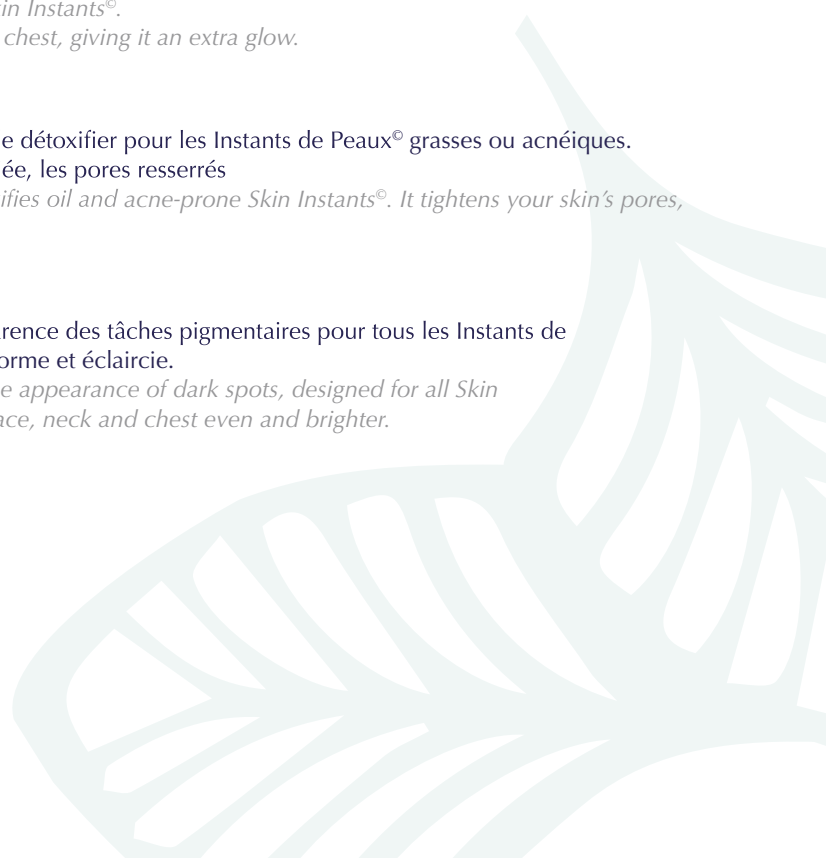 in Instants©.
chest, giving it an extra glow.
e détoxifier pour les Instants de Peaux© grasses ou acnéiques.
ée, les pores resserrés
ifies oil and acne-prone Skin Instants©. It tightens your skin’s pores,
rence des tâches pigmentaires pour tous les Instants de
orme et éclaircie.
e appearance of dark spots, designed for all Skin
ace, neck and chest even and brighter.